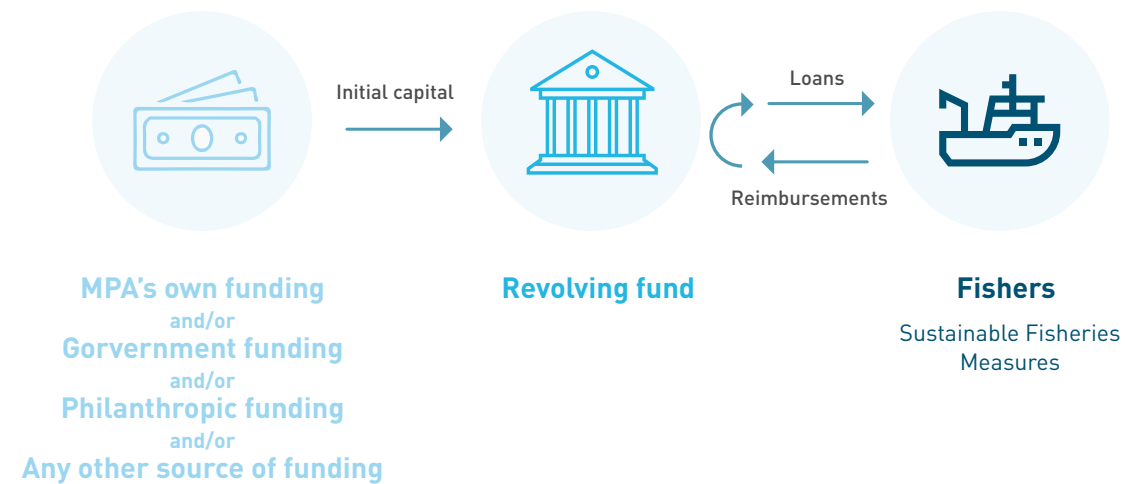 Initial capital
Loans
Reimbursements
MPA's own funding
and/or
Gorvernment funding
and/or
Philanthropic funding
and/or
Any other source of funding
Revolving fund
Fishers
Sustainable Fisheries
Measures